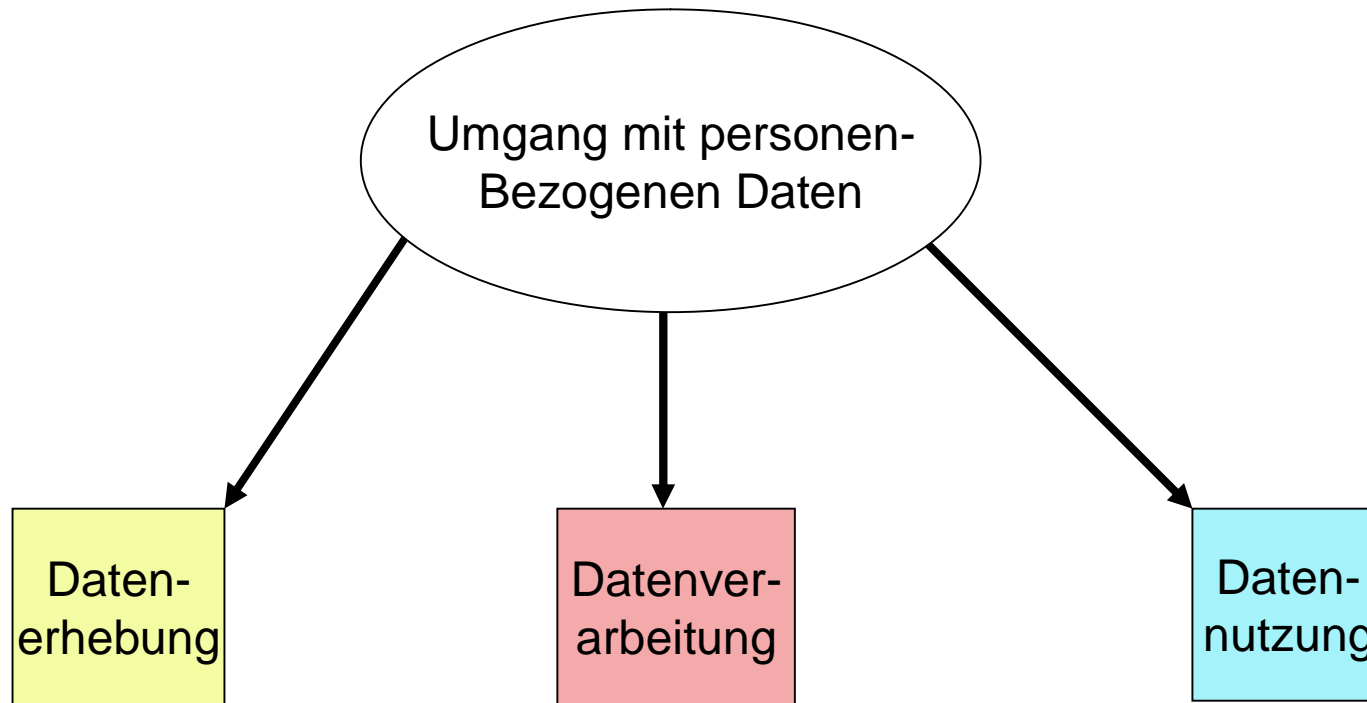 Umgang mit personen-
Bezogenen Daten
Daten-
erhebung
Datenver-
arbeitung
Daten-
nutzung